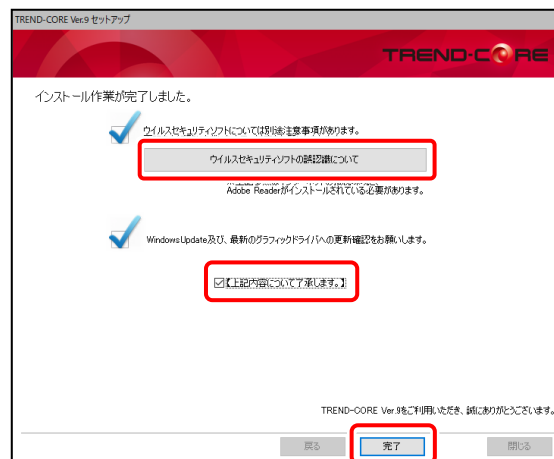 TREND-CORE Ver.9 セットアップ
TREND-CORE
インストール作業が完了しました。
ウイルスセキュリティソフトについては別途注意事項があります。
ウイルスセキュリティソフトの誤認識について
Adobe Readerがインストールされている必要があります。
WindowsUpdate及び、最新のグラフィックドライバへの更新確認をお願いします。
【上記内容について了承します。】
TREND-CORE Ver.9をご利用いただき、誠にありがとうございます。
戻る
完了
閉じる